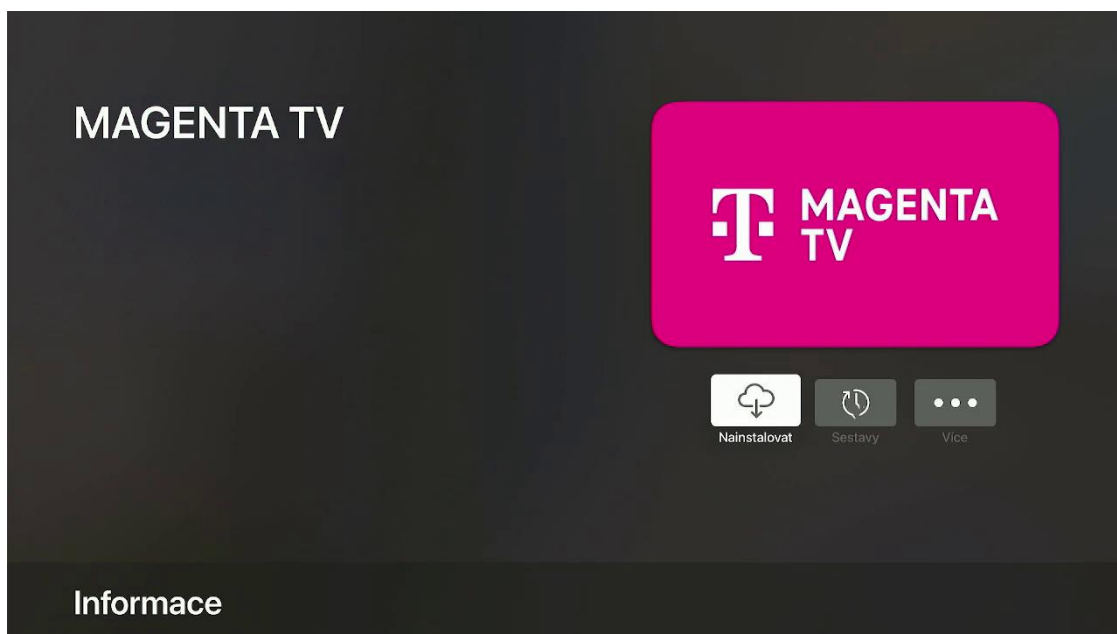 MAGENTA TV
T MAGENTA
TV
Nainstalovat
Sestavy
Více
Informace